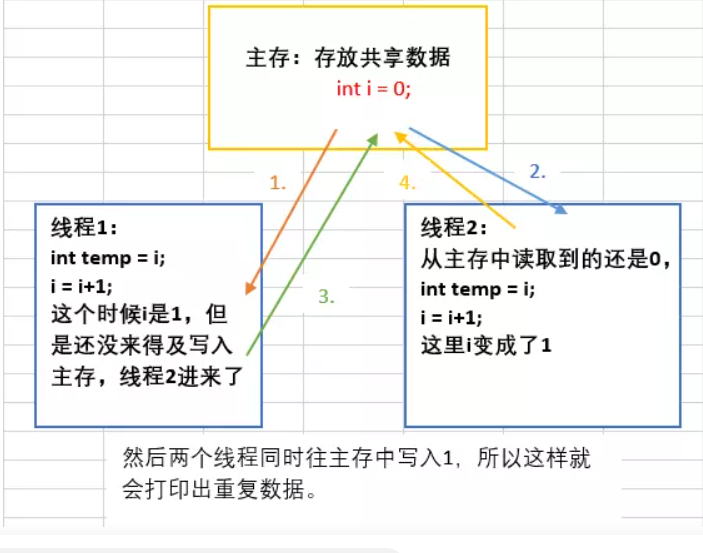 主存：存放共享数据
int i = 0;
1.
4.
2.
线程1：
int temp = i;
i = i+1;
这个时候i是1，但
是还没来得及写入
主存，线程2进来了
3.
线程2：
从主存中读取到的还是0，
int temp = i;
i = i+1;
这里i变成了1
然后两个线程同时往主存中写入1，所以这样就
会打印出重复数据。